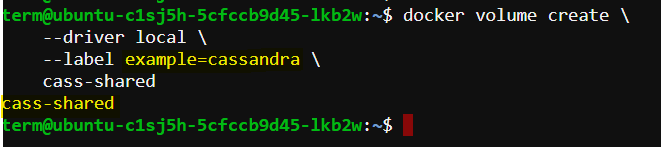 term@ubuntu-c1sj5h-5cfccb9d45-lkb2w:~$ docker volume create \
    --driver local \
    --label example=cassandra \
    cass-shared
cass-shared
term@ubuntu-c1sj5h-5cfccb9d45-lkb2w:~$